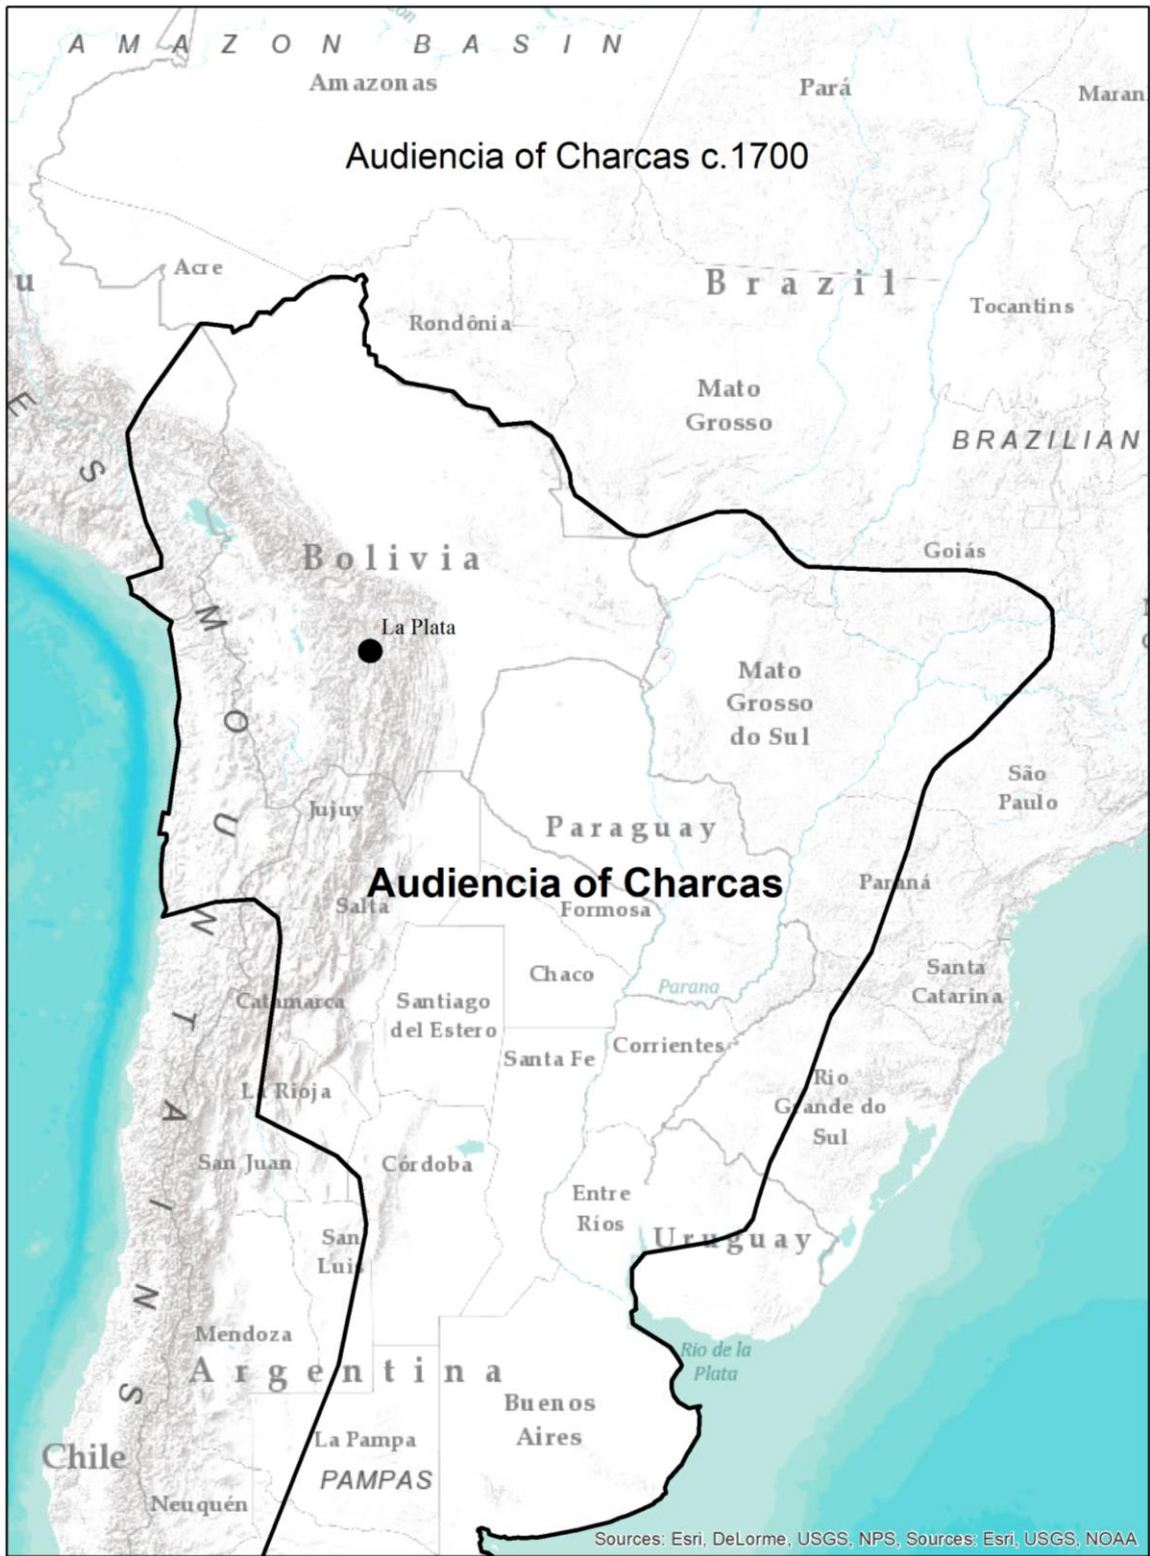 AMAZON BASIN
Amazonas
Pará
Maran
Audiencia of Charcas c.1700
Acre
u
Brazil
Rondônia
Tocantins
Mato
Grosso
BRAZILIAN
E
S
Bolivia
Goiás
M
La Plata
Mato
Grosso
do Sul
O
São
Paulo
Jujuy
U
Paraguay
Audiencia of Charcas
Paraná
Salta
Formosa
N
Chaco
Santa
Catarina
Parana
Catamarca
Santiago
del Estero
T
Corrientes
Santa Fe
Rio
Grande do
Sul
La Rioja
A
San Juan
Córdoba
Entre
Ríos
I
San
Luis
Uruguay
N
Mendoza
Rio de la
Plata
Argentina
S
Buenos
Aires
La Pampa
Chile
PAMPAS
Neuquén
Sources: Esri, DeLorme, USGS, NPS, Sources: Esri, USGS, NOAA